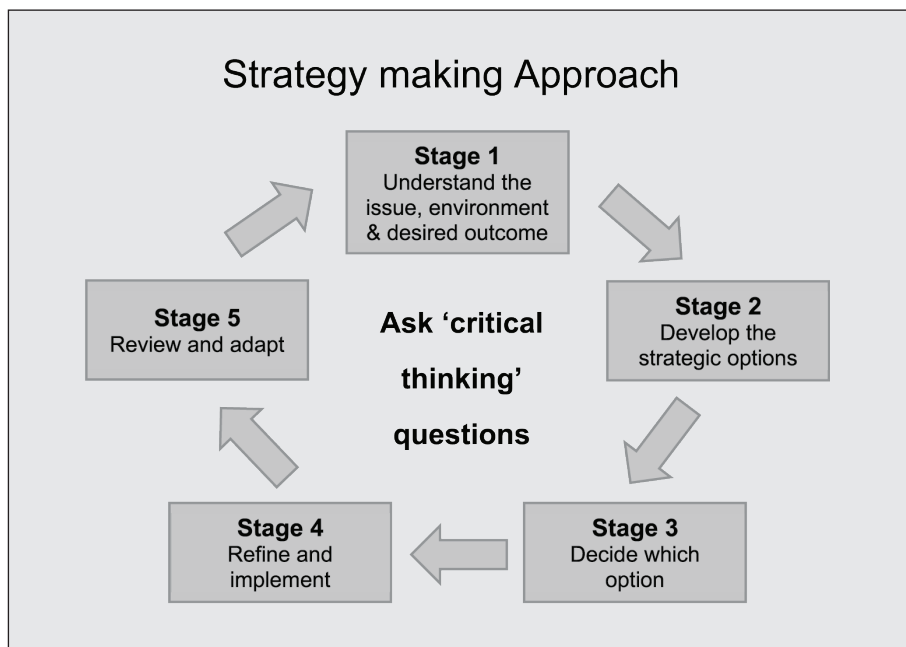 Strategy making Approach
Stage 1
Understand the
issue, environment
& desired outcome
Stage 2
Develop the
strategic options
Stage 3
Decide which
option
Stage 4
Refine and
implement
Stage 5
Review and adapt
Ask ‘critical
thinking’
questions